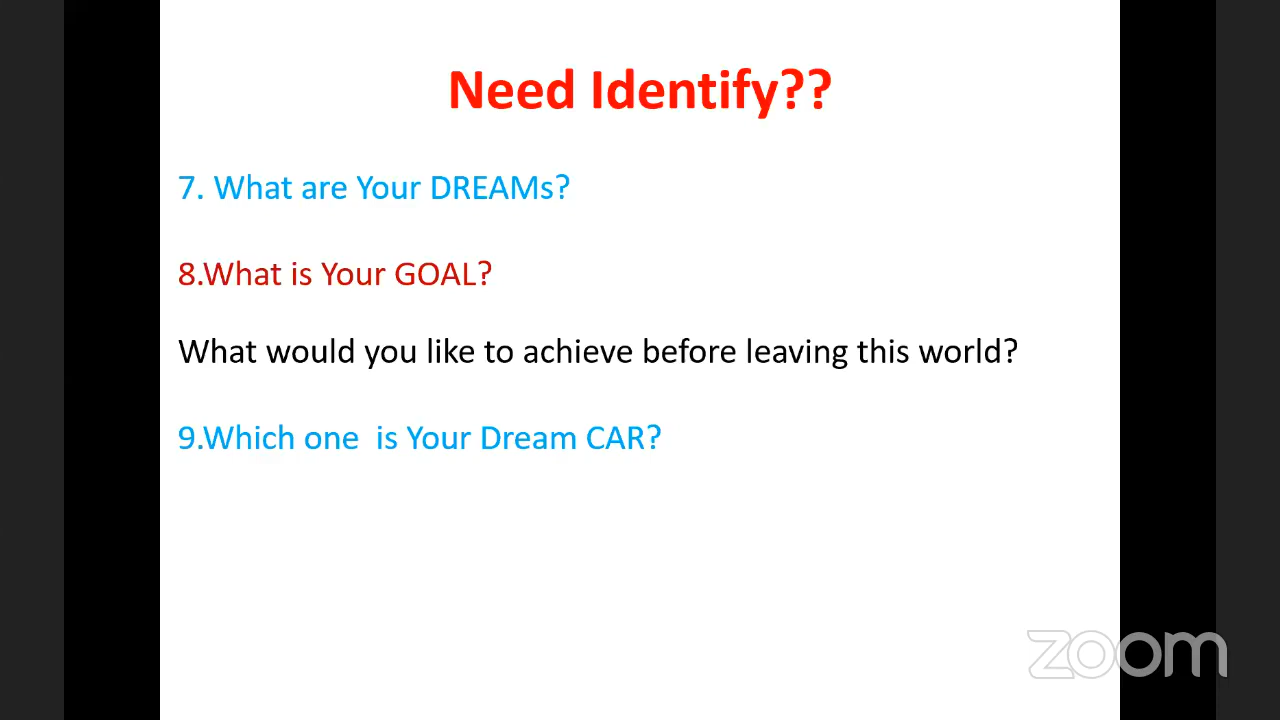 Need Identify??
7. What are Your DREAMs?
8.What is Your GOAL?
What would you like to achieve before leaving this world?
9.Which one  is Your Dream CAR?
zoom